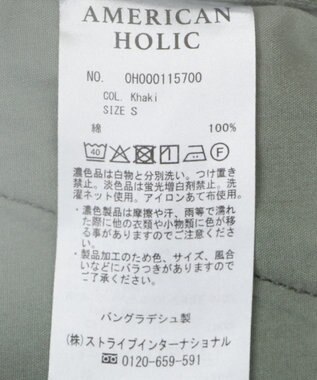 AMERICAN
HOLIC
NO. 0H000115700
COL. Khaki
SIZE S
綿 100%
40 F
濃色品は白物と分別洗い。つけ置き
禁止。淡色品は蛍光増白剤禁止。洗
濯ネット使用。アイロンあて布使用。
・濃色製品は摩擦や汗、雨等で濡れ
た際に他の衣類や小物類に色が移
る事がありますのでご注意くださ
い。
・製品加工のため色、サイズ、風合
いなどにバラつきがありますので
ご了承ください。
バングラデシュ製
(株)ストライプインターナショナル
0120-659-591